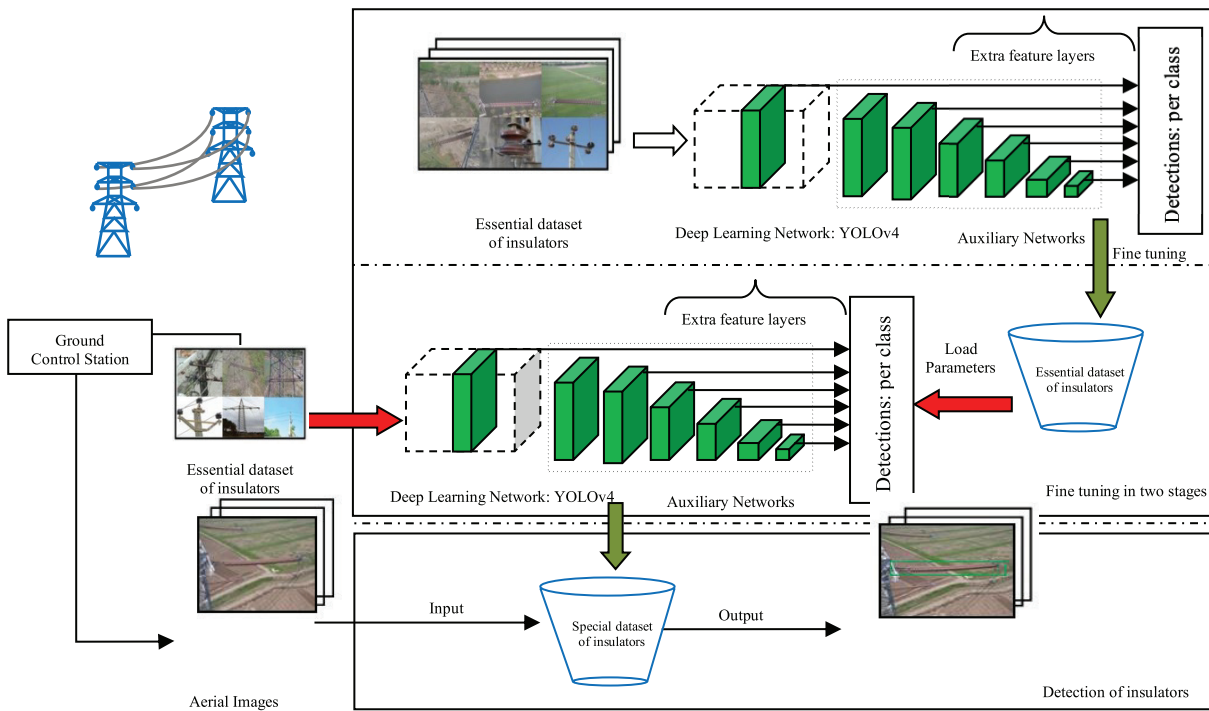 Extra feature layers
Detections: per class
Essential dataset
of insulators
Deep Learning Network: YOLOv4
Auxiliary Networks
Fine tuning
Extra feature layers
Detections: per class
Load
Parameters
Essential dataset
of insulators
Ground
Control Station
Essential dataset
of insulators
Deep Learning Network: YOLOv4
Auxiliary Networks
Fine tuning in two stages
Input
Special dataset
of insulators
Output
Aerial Images
Detection of insulators